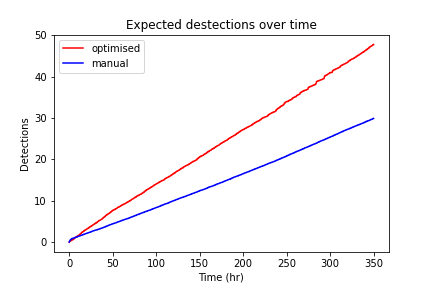 Expected destections over time
optimised
manual
Detections
50
40
30
20
10
0
0 50 100 150 200 250 300 350
Time (hr)